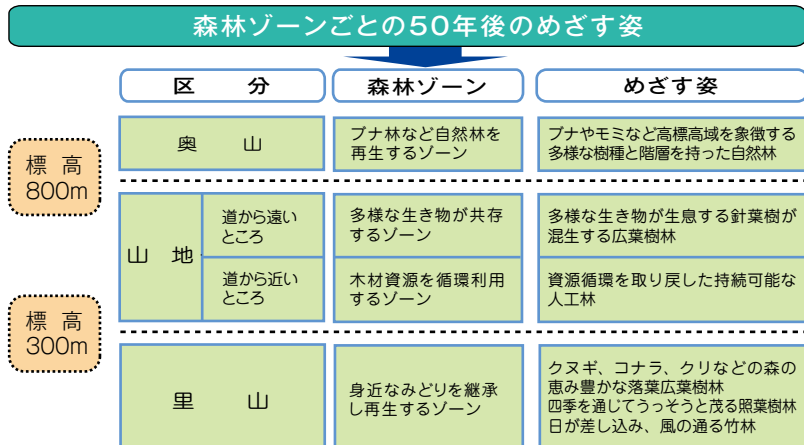 森林ゾーンごとの50年後のめざす姿
区　分
森林ゾーン
めざす姿
標高
800m
標高
300m
奥　山
ブナ林など自然林を
再生するゾーン
ブナやモミなど高標高域を象徴する
多様な樹種と階層を持った自然林
山　地
道から遠い
ところ
多様な生き物が共存
するゾーン
多様な生き物が生息する針葉樹が
混生する広葉樹林
道から近い
ところ
木材資源を循環利用
するゾーン
資源循環を取り戻した持続可能な
人工林
里　山
身近なみどりを継承
し再生するゾーン
クヌギ、コナラ、クリなどの森の
恵み豊かな落葉広葉樹林
四季を通じてうっそうと茂る照葉樹林
日が差し込み、風の通る竹林